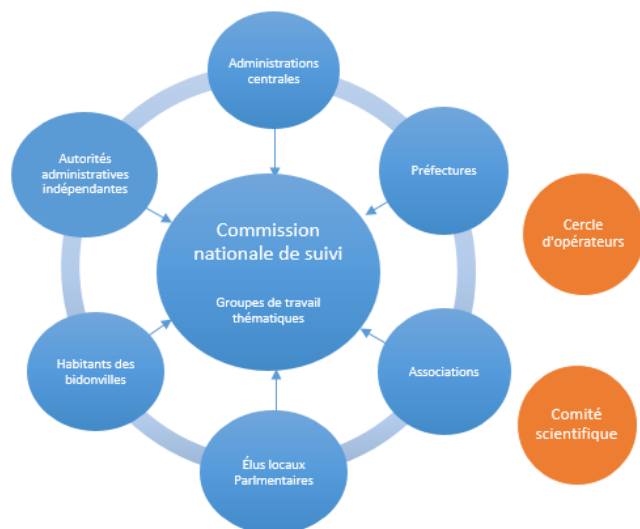 Administrations
centrales
Autorités
administratives
indépendantes
Préfectures
Commission
nationale de suivi
Groupes de travail
thématiques
Cercle
d'opérateurs
Habitants des
bidonvilles
Associations
Comité
scientifique
Élus locaux
Parlmentaires